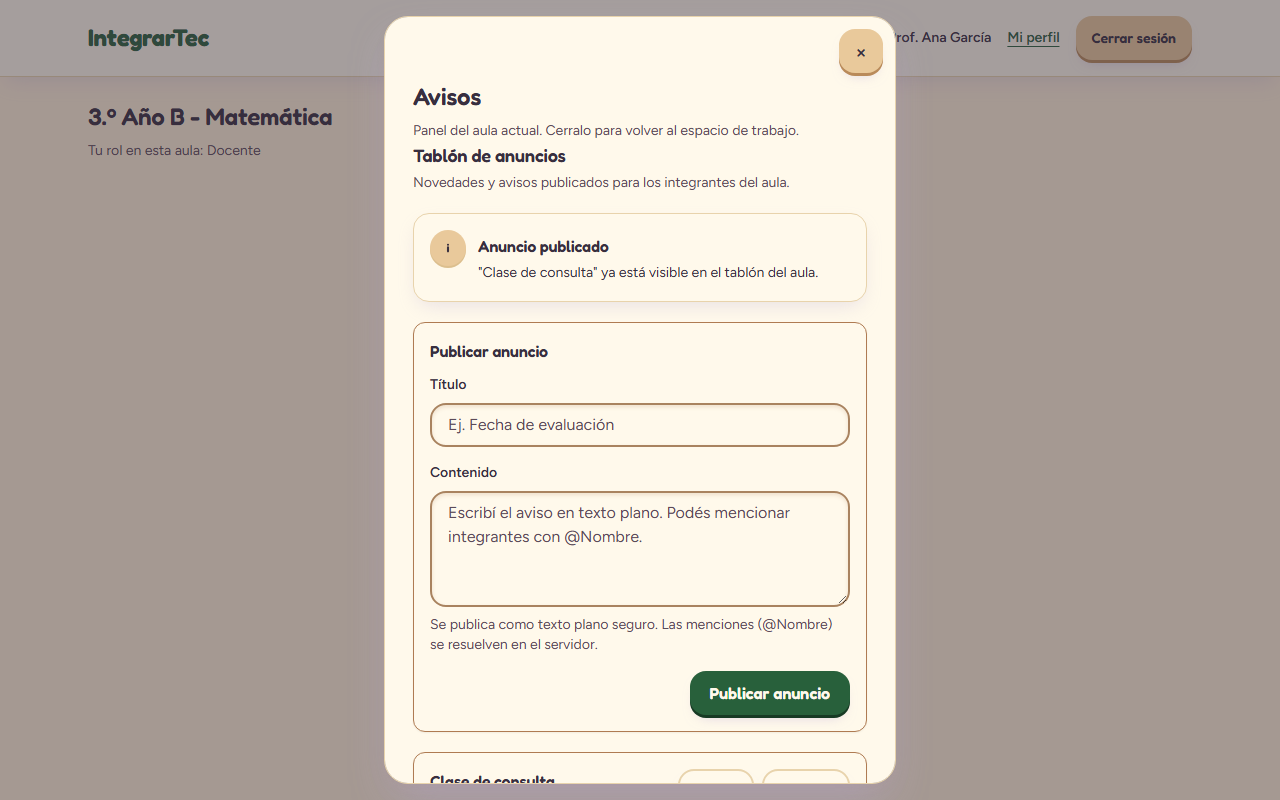 IntegrarTec
Prof. Ana García
Mi perfil
Cerrar sesión
3.º Año B - Matemática
Tu rol en esta aula: Docente
×
Avisos
Panel del aula actual. Cerralo para volver al espacio de trabajo.
Tablón de anuncios
Novedades y avisos publicados para los integrantes del aula.
i
Anuncio publicado
"Clase de consulta" ya está visible en el tablón del aula.
Publicar anuncio
Título
Ej. Fecha de evaluación
Contenido
Escribí el aviso en texto plano. Podés mencionar
integrantes con @Nombre.
Se publica como texto plano seguro. Las menciones (@Nombre)
se resuelven en el servidor.
Publicar anuncio
Clase de consulta